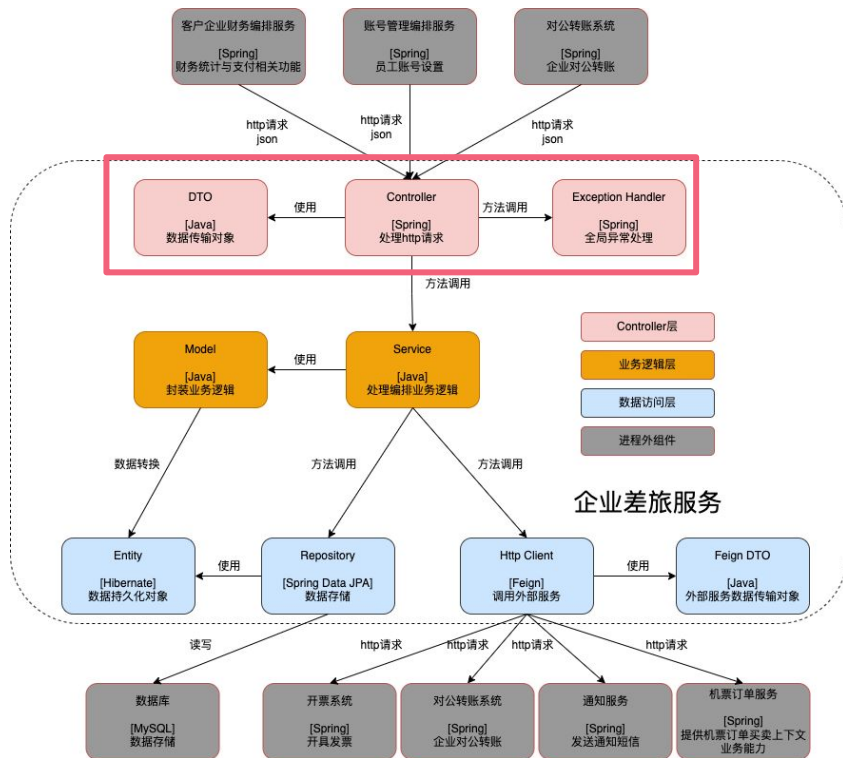 客户企业财务编排服务
[Spring]
财务统计与支付相关功能
账号管理编排服务
[Spring]
员工账号设置
对公转账系统
[Spring]
企业对公转账
http请求
json
http请求
json
http请求
json
DTO
[Java]
数据传输对象
使用
Controller
[Spring]
处理http请求
方法调用
Exception Handler
[Spring]
全局异常处理
方法调用
Model
[Java]
封装业务逻辑
使用
Service
[Java]
处理编排业务逻辑
Controller层
业务逻辑层
数据访问层
进程外组件
数据转换
方法调用
方法调用
企业差旅服务
Entity
[Hibernate]
数据持久化对象
使用
Repository
[Spring Data JPA]
数据存储
Http Client
[Feign]
调用外部服务
使用
Feign DTO
[Java]
外部服务数据传输对象
读写
http请求
http请求
http请求
http请求
数据库
[MySQL]
数据存储
开票系统
[Spring]
开具发票
对公转账系统
[Spring]
企业对公转账
通知服务
[Spring]
发送通知短信
机票订单服务
[Spring]
提供机票订单买卖上下文
业务能力